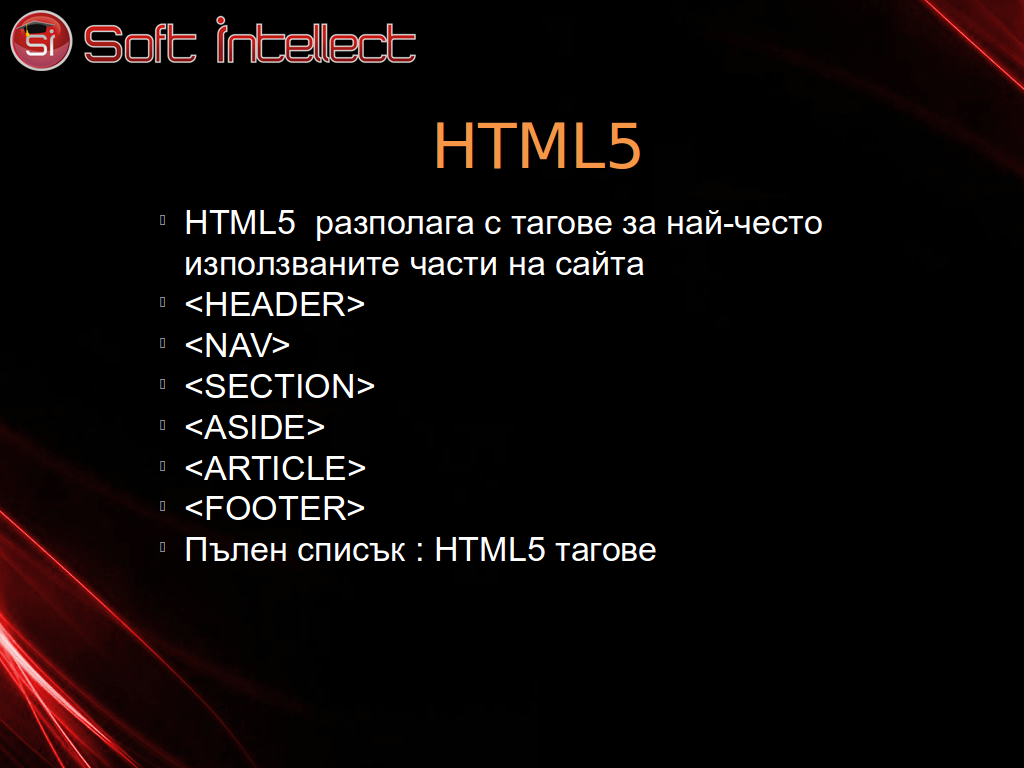 Si Soft Intellect
HTML5
HTML5  разполага с тагове за най-често
използваните части на сайта
<HEADER>
<NAV>
<SECTION>
<ASIDE>
<ARTICLE>
<FOOTER>
Пълен списък : HTML5 тагове